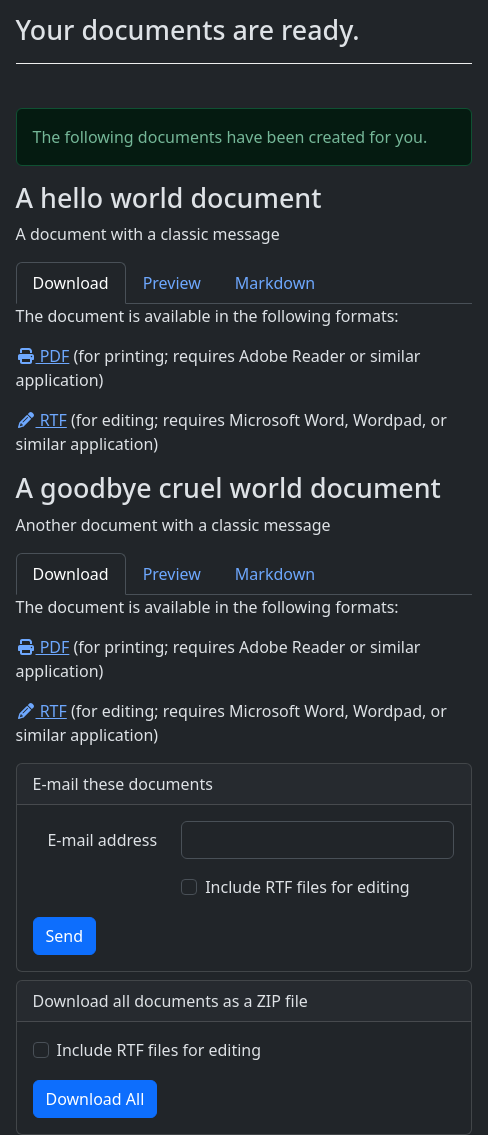 Your documents are ready.
The following documents have been created for you.
A hello world document
A document with a classic message
Download Preview Markdown
The document is available in the following formats:
PDF (for printing; requires Adobe Reader or similar
application)
RTF (for editing; requires Microsoft Word, Wordpad, or
similar application)
A goodbye cruel world document
Another document with a classic message
Download Preview Markdown
The document is available in the following formats:
PDF (for printing; requires Adobe Reader or similar
application)
RTF (for editing; requires Microsoft Word, Wordpad, or
similar application)
E-mail these documents
E-mail address
Include RTF files for editing
Send
Download all documents as a ZIP file
Include RTF files for editing
Download All